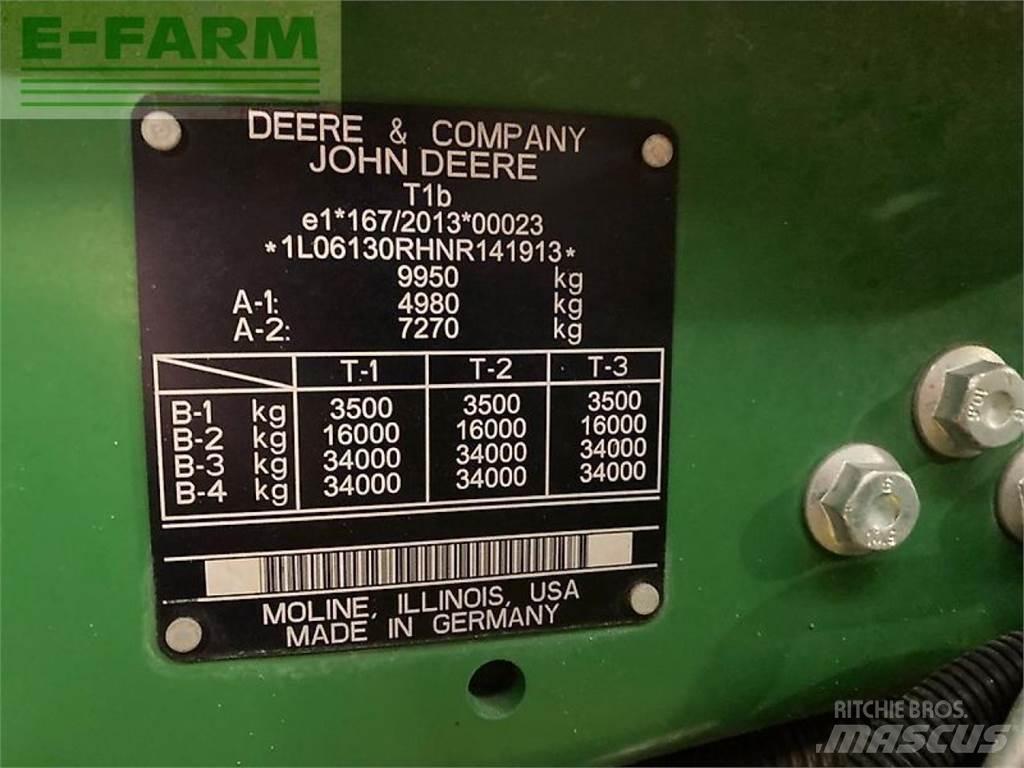 E-FARM
DEERE & COMPANY
JOHN DEERE
T1b
e1*167/2013*00023
*1L06130RHNR141913*
9950 kg
A-1: 4980 kg
A-2: 7270 kg
T-1 T-2 T-3
B-1 kg 3500 3500 3500
B-2 kg 16000 16000 16000
B-3 kg 34000 34000 34000
B-4 kg 34000 34000 34000
MOLINE, ILLINOIS, USA
MADE IN GERMANY
RITCHIE BROS.
MASCUS